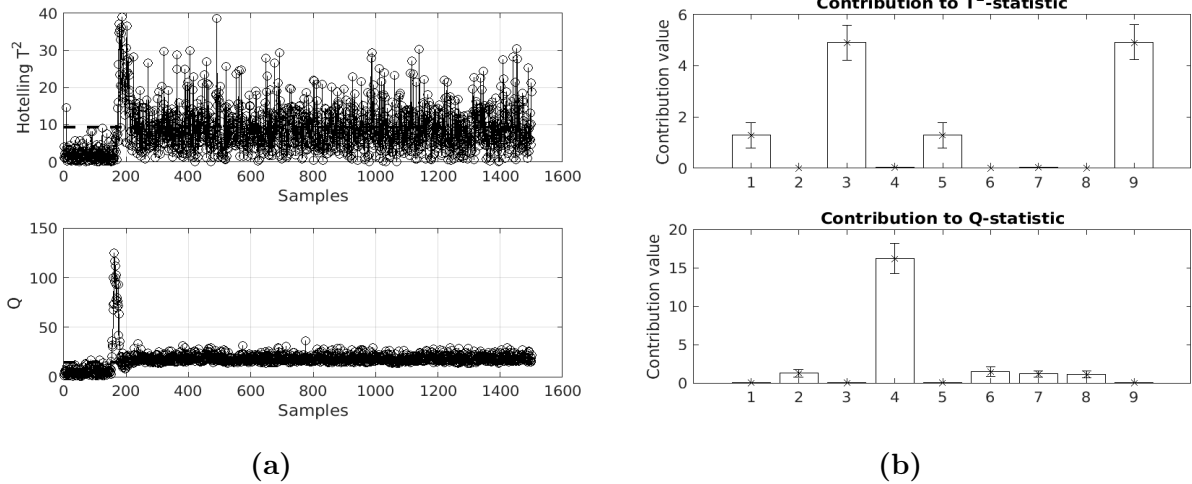 Hotelling T²
40
30
20
10
0
0 200 400 600 800 1000 1200 1400 1600
Samples
Q
150
100
50
0
0 200 400 600 800 1000 1200 1400 1600
Samples
(a)
Contribution to T²-statistic
Contribution value
6
4
2
0
1 2 3 4 5 6 7 8 9
Contribution to Q-statistic
Contribution value
20
15
10
5
0
1 2 3 4 5 6 7 8 9
(b)